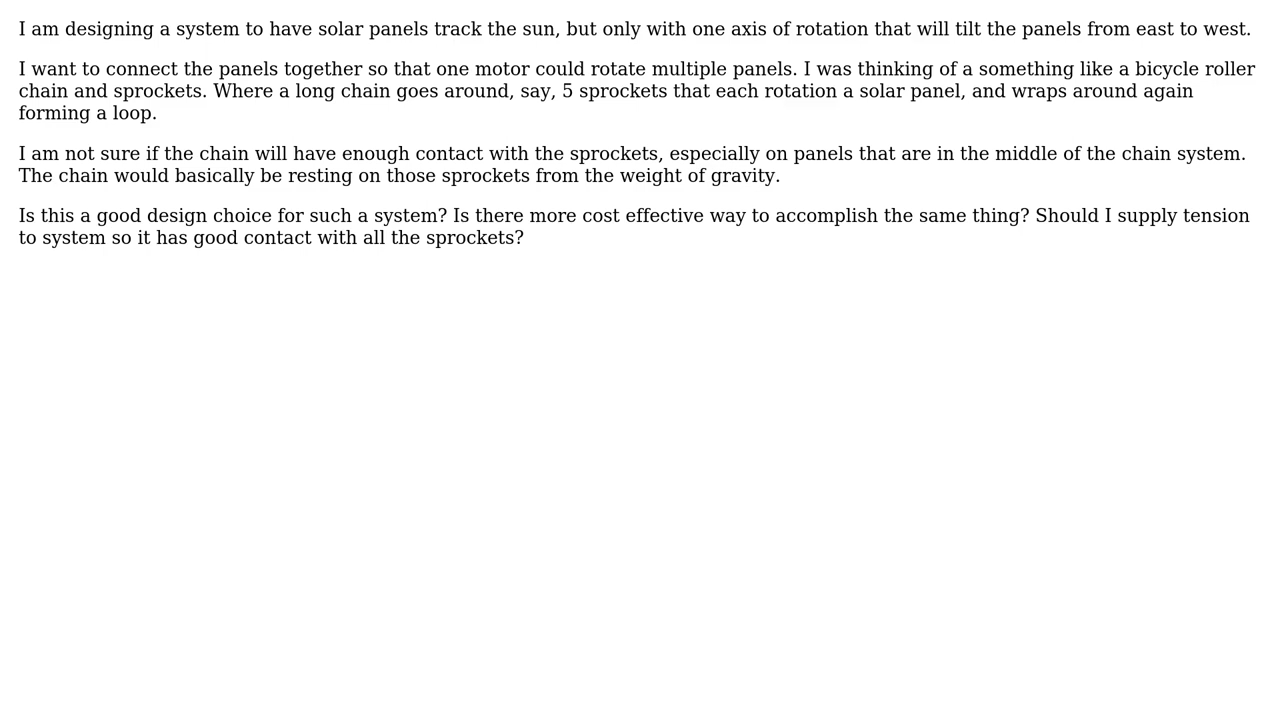 I am designing a system to have solar panels track the sun, but only with one axis of rotation that will tilt the panels from east to west.
I want to connect the panels together so that one motor could rotate multiple panels. I was thinking of a something like a bicycle roller
chain and sprockets. Where a long chain goes around, say, 5 sprockets that each rotation a solar panel, and wraps around again
forming a loop.
I am not sure if the chain will have enough contact with the sprockets, especially on panels that are in the middle of the chain system.
The chain would basically be resting on those sprockets from the weight of gravity.
Is this a good design choice for such a system? Is there more cost effective way to accomplish the same thing? Should I supply tension
to system so it has good contact with all the sprockets?